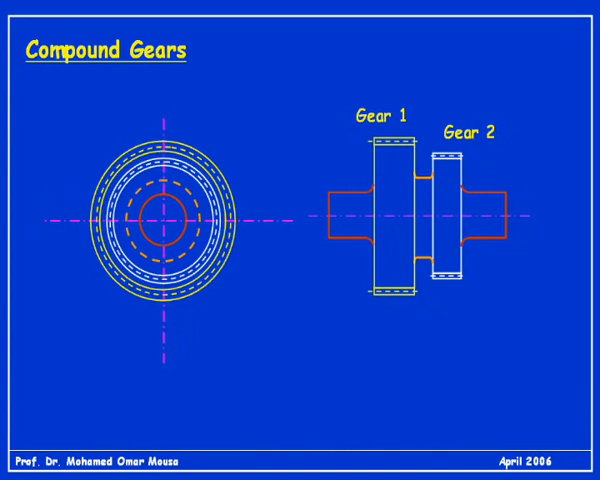 Compound Gears
Gear 1
Gear 2
Prof. Dr. Mohamed Omar Mousa
April 2006